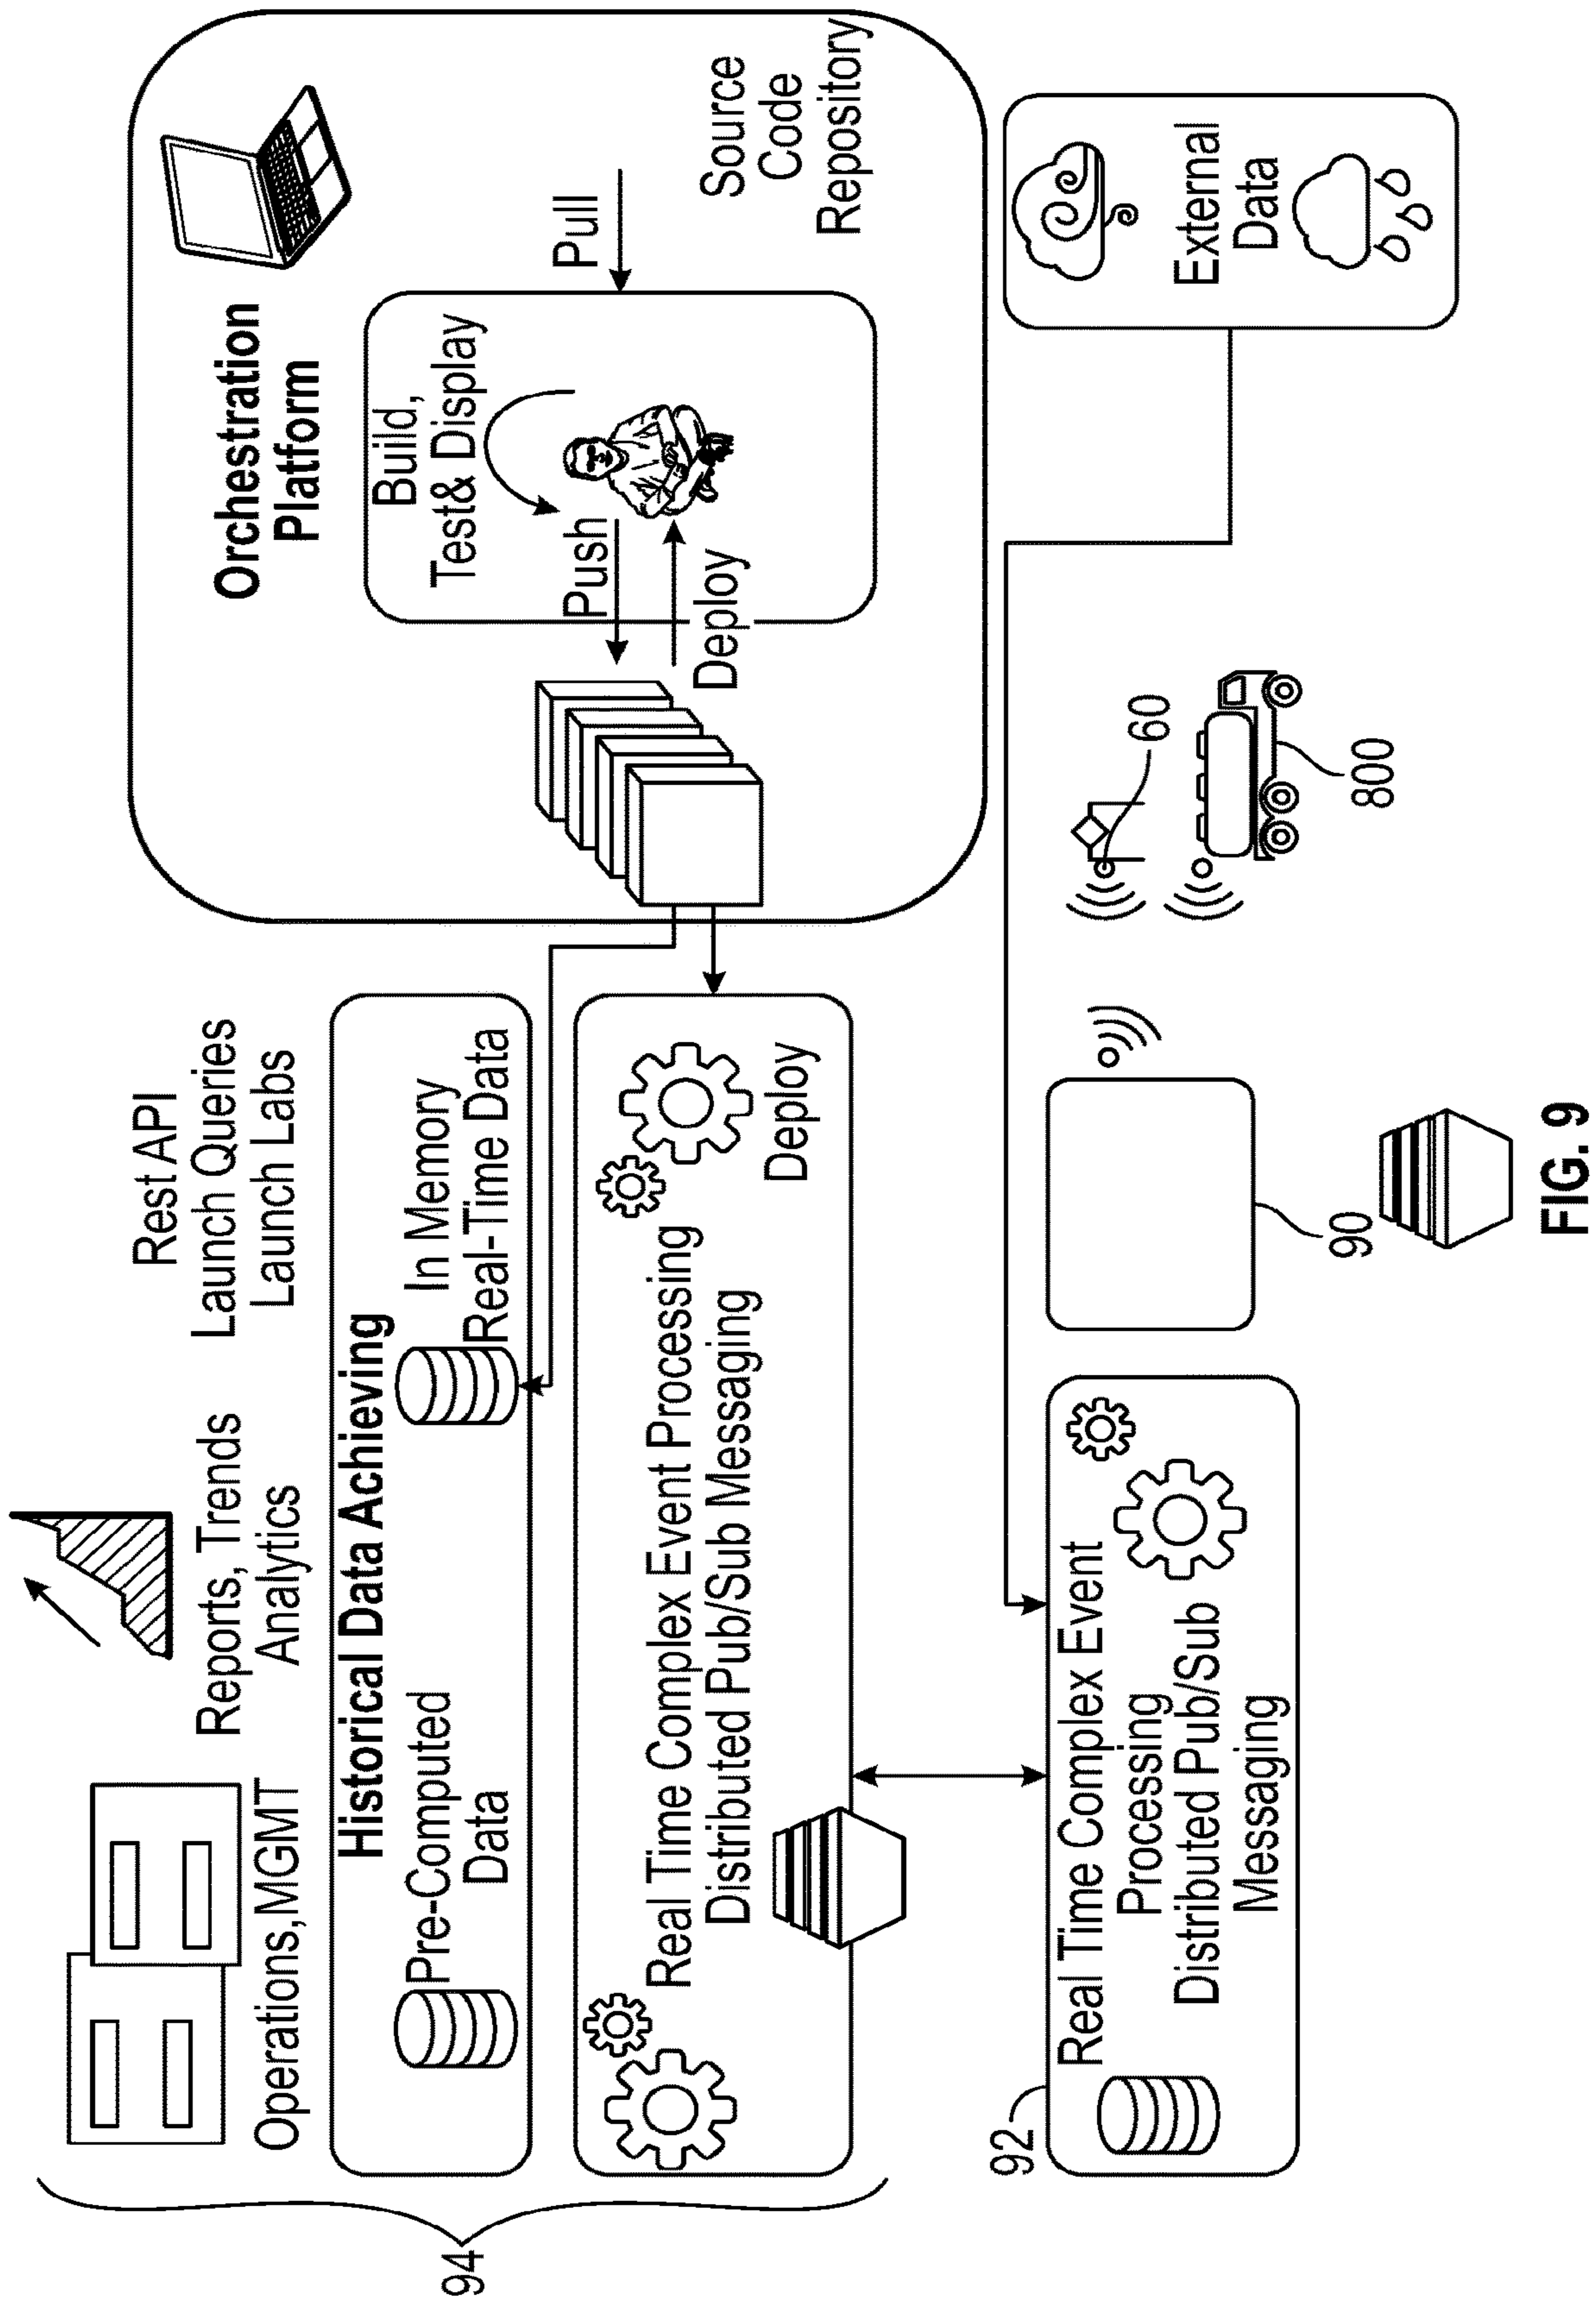 Operations,MGMT
Reports, Trends
Analytics
Rest API
Launch Queries
Launch Labs
Orchestration
Platform
Historical Data Achieving
Pre-Computed
Data
In Memory
Real-Time Data
Build,
Test& Display
Pull
Push
Deploy
Source
Code
Repository
Real Time Complex Event Processing
Distributed Pub/Sub Messaging
Deploy
94
92
Real Time Complex Event
Processing
Distributed Pub/Sub
Messaging
90
60
800
External
Data
FIG. 9